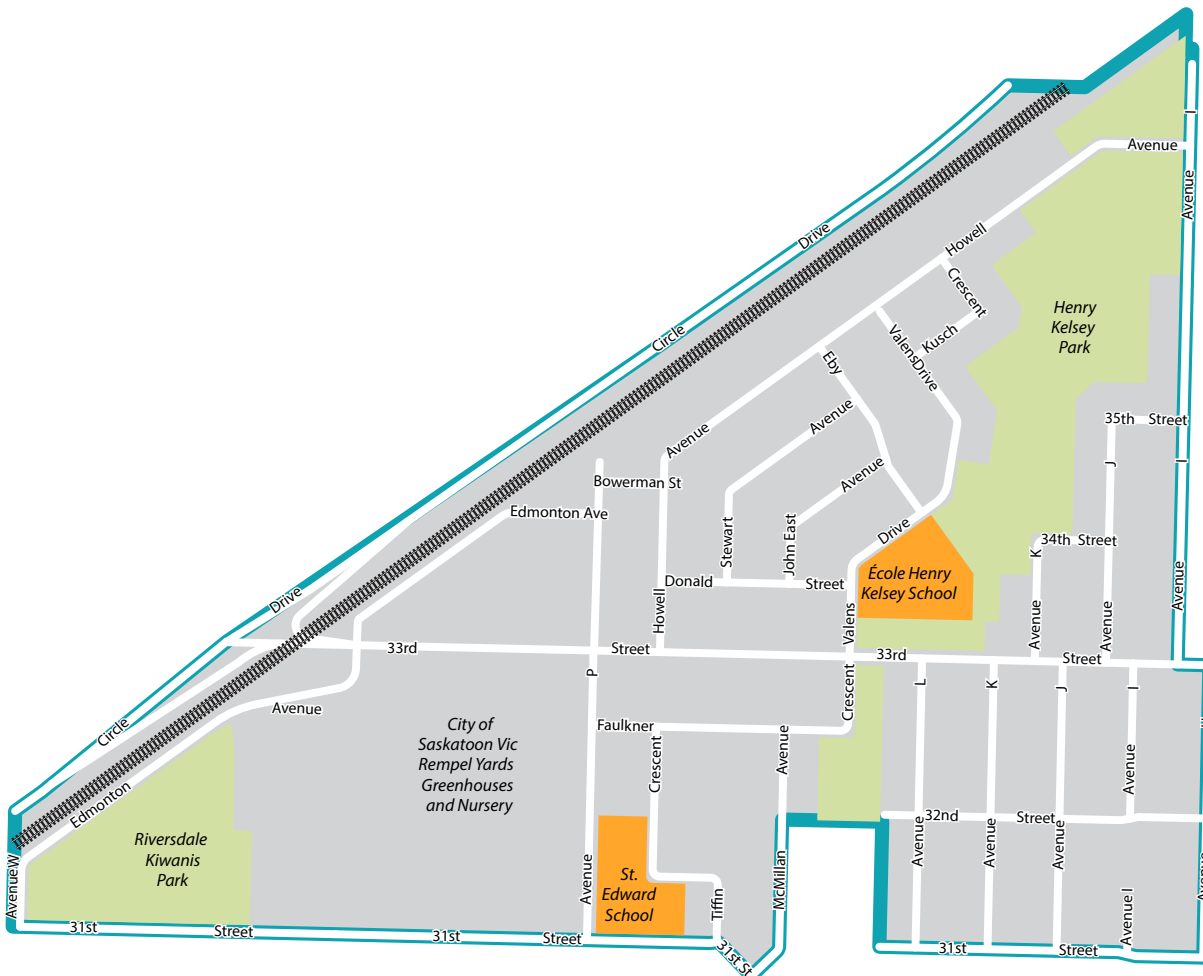 I
Avenue
Avenue
Howell
Drive
Crescent
Kusch
Henry
Kelsey
Park
Circle
Valens
Drive
Eby
Avenue
Avenue
35th Street
J
I
Avenue
Bowerman St
Edmonton Ave
Stewart
John East
Drive
34th Street
K
École Henry
Kelsey School
Donald Street
Avenue
Avenue
Avenue
Drive
Howell
Valens
33rd Street
33rd Street
P
L
K
J
I
Crescent
Avenue
Faulkner
Crescent
Avenue
Avenue
City of
Saskatoon Vic
Rempel Yards
Greenhouses
and Nursery
Circle
Edmonton
32nd Street
Riversdale
Kiwanis
Park
Avenue
Avenue
Avenue
Avenue
St.
Edward
School
McMillan
Tiffin
Avenue W
Avenue I
31st Street
31st Street
31st St
31st Street